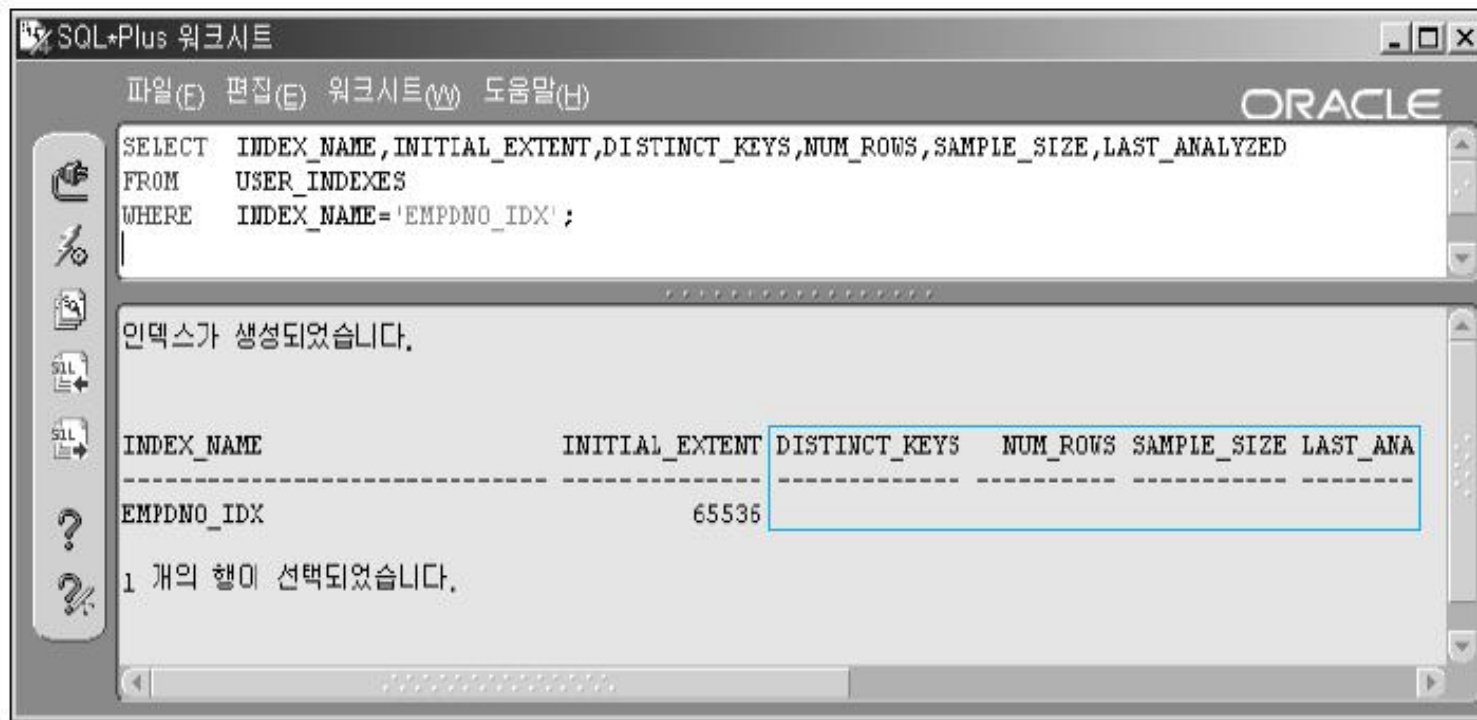 SQL*Plus 워크시트
파일(F) 편집(E) 워크시트(W) 도움말(H)
ORACLE
SELECT INDEX_NAME,INITIAL_EXTENT,DISTINCT_KEYS,NUM_ROWS,SAMPLE_SIZE,LAST_ANALYZED
FROM USER_INDEXES
WHERE INDEX_NAME='EMPDNO_IDX';
인덱스가 생성되었습니다.
INDEX_NAME INITIAL_EXTENT DISTINCT_KEYS NUM_ROWS SAMPLE_SIZE LAST_ANA
------------------------------ -------------- ------------- ---------- ----------- --------
EMPDNO_IDX 65536
1 개의 행이 선택되었습니다.